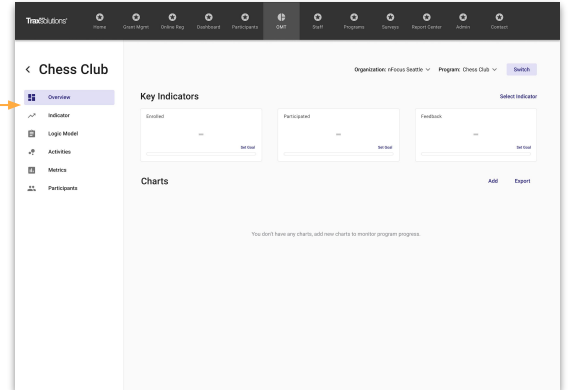 TraxSolutions
Home Grant Mgmt Online Reg Dashboard Participants OMT Staff Programs Surveys Report Center Admin Contact
Chess Club
Organization: nFocus Seattle Program: Chess Club Switch
Overview
Indicator
Logic Model
Activities
Metrics
Participants
Key Indicators Select Indicator
Enrolled Participated Feedback
-- -- --
Set Goal Set Goal Set Goal
Charts Add Export
You don't have any charts, add new charts to monitor program progress.